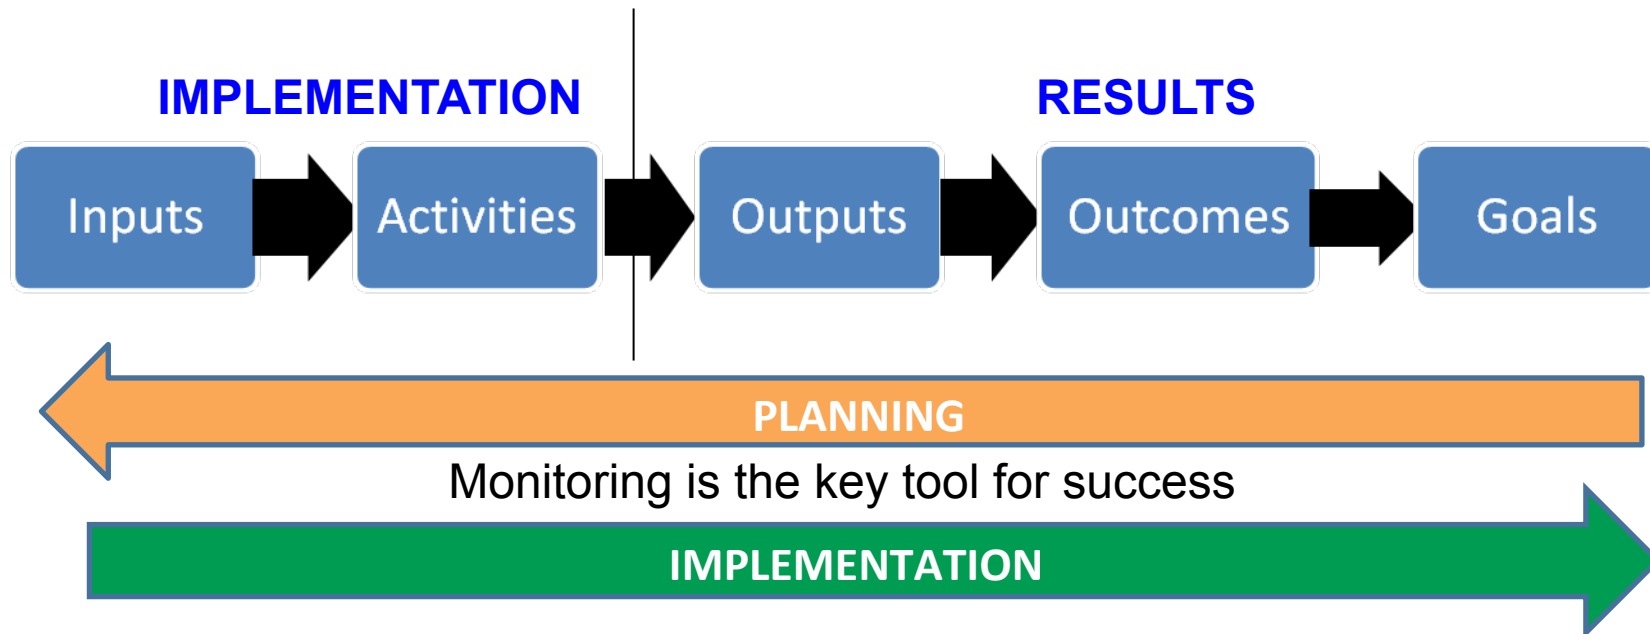 IMPLEMENTATION
RESULTS
Inputs
Activities
Outputs
Outcomes
Goals
PLANNING
Monitoring is the key tool for success
IMPLEMENTATION